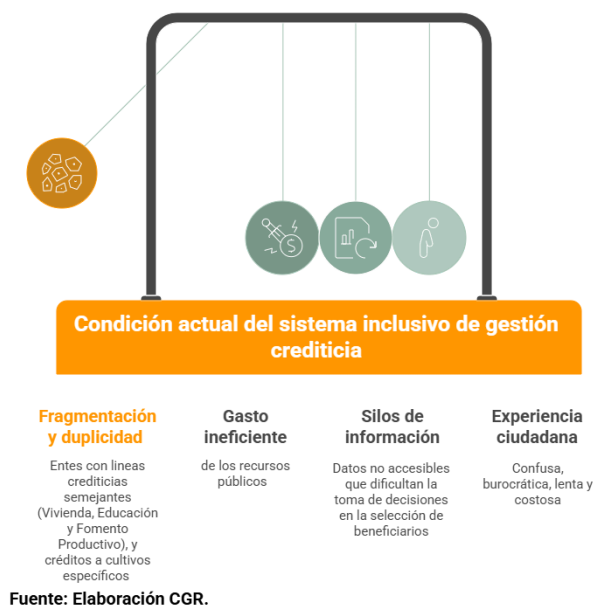 Condición actual del sistema inclusivo de gestión
crediticia
Fragmentación
y duplicidad
Entes con lineas
crediticias
semejantes
(Vivienda, Educación
y Fomento
Productivo), y
créditos a cultivos
específicos
Gasto
ineficiente
de los recursos
públicos
Silos de
información
Datos no accesibles
que dificultan la
toma de decisiones
en la selección de
beneficiarios
Experiencia
ciudadana
Confusa,
burocrática, lenta y
costosa
Fuente: Elaboración CGR.